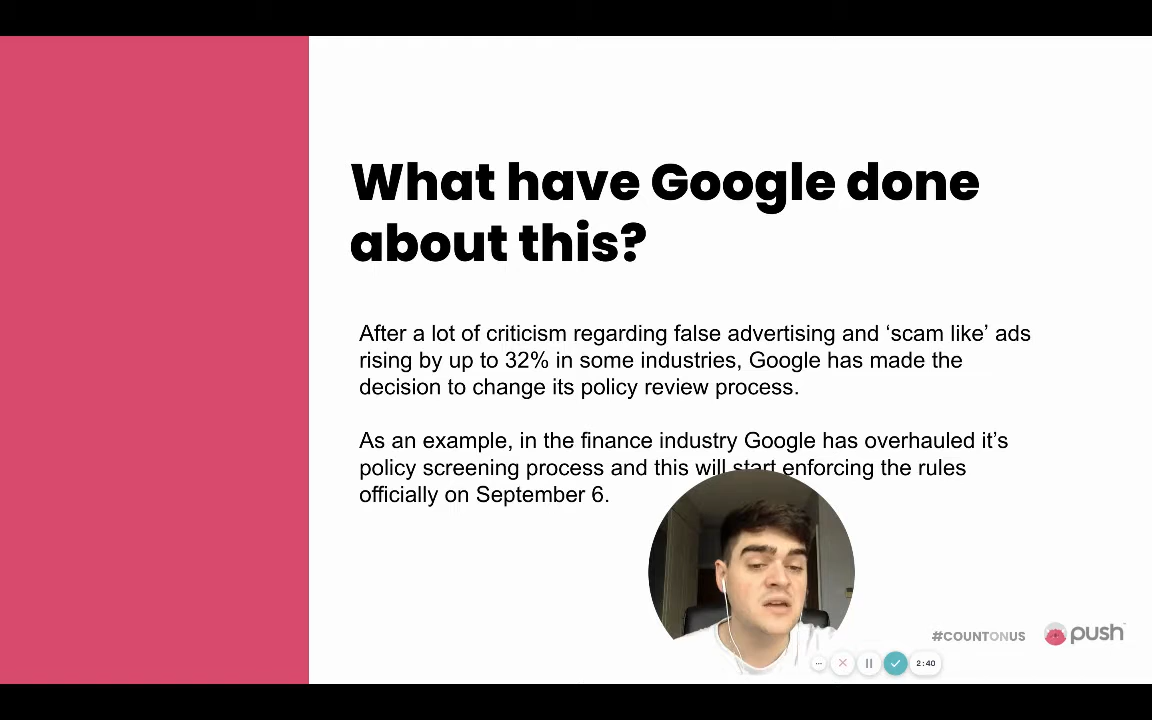 What have Google done
about this?
After a lot of criticism regarding false advertising and ‘scam like’ ads
rising by up to 32% in some industries, Google has made the
decision to change its policy review process.
As an example, in the finance industry Google has overhauled it’s
policy screening process and this will start enforcing the rules
officially on September 6.
#COUNTONUS
push
2:40